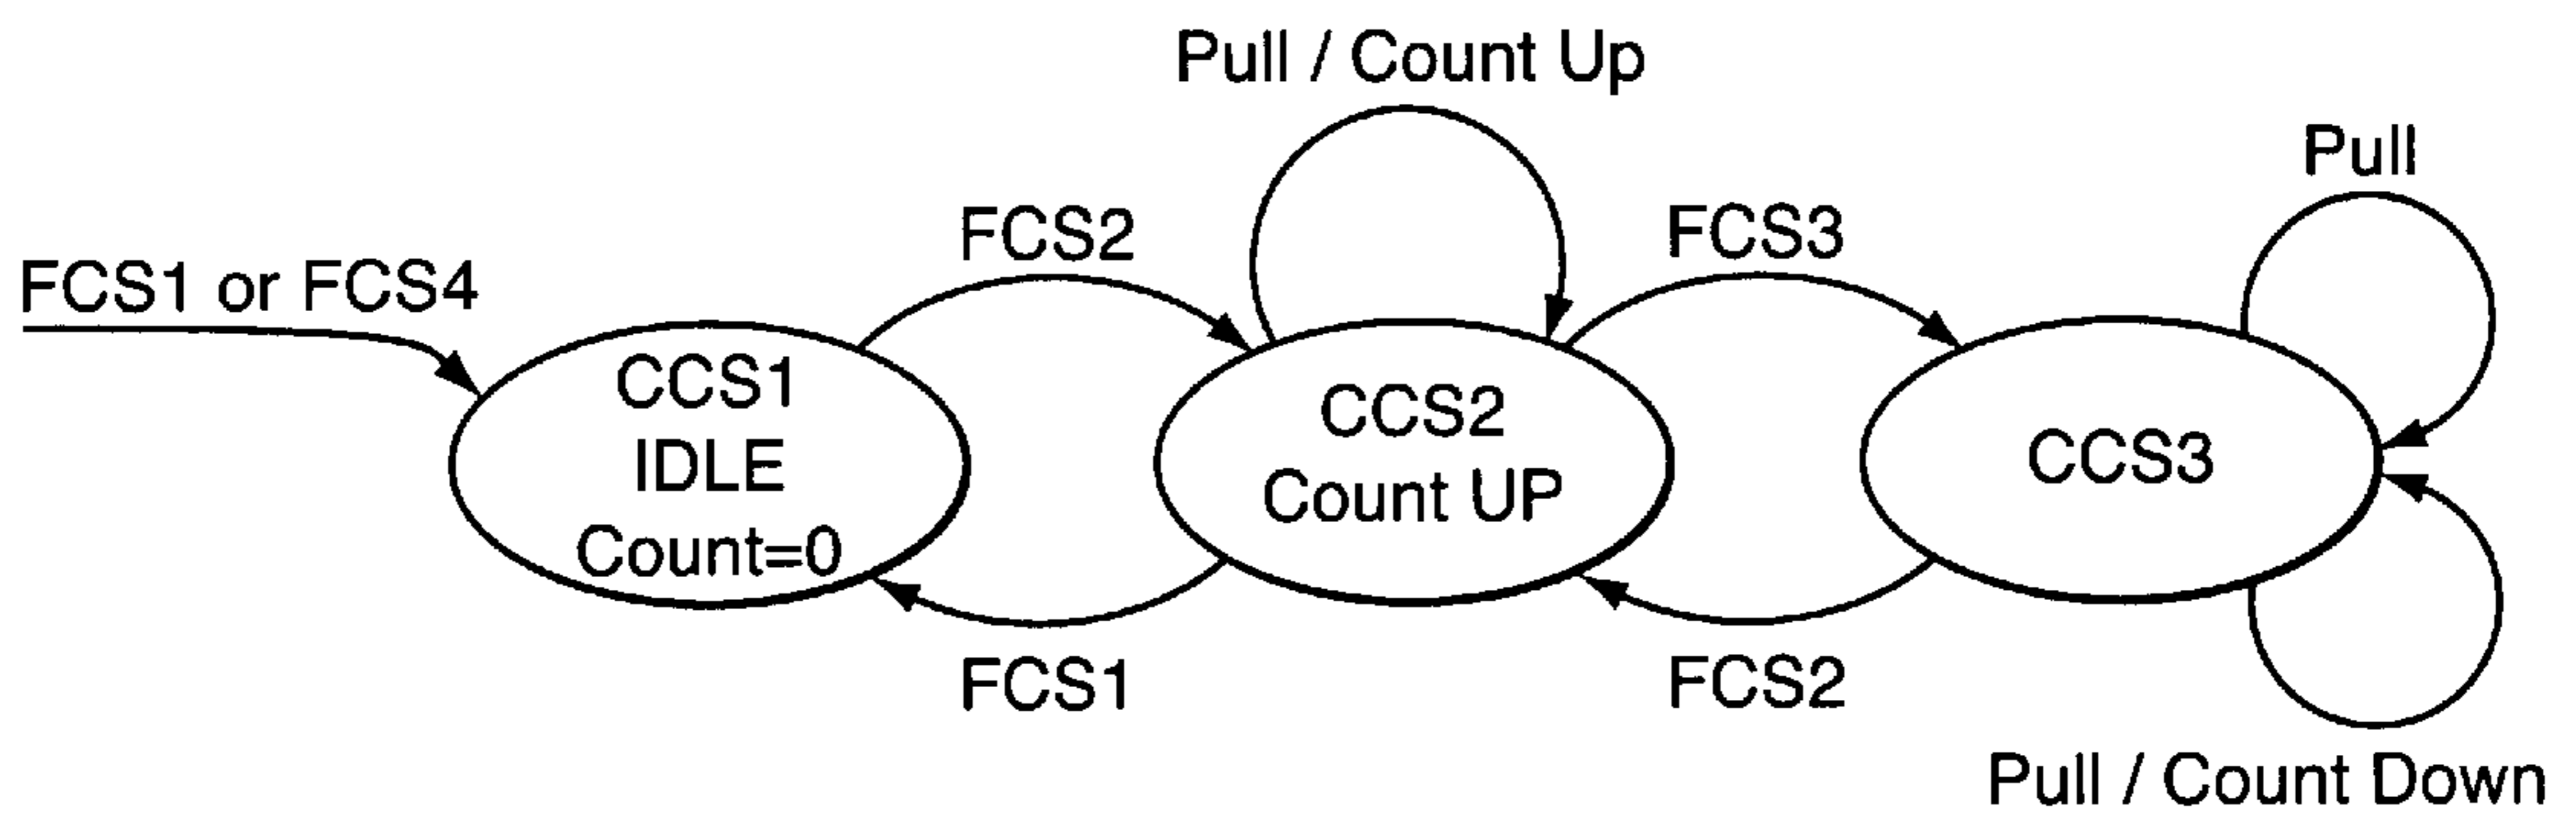 Pull / Count Up
Pull
FCS2
FCS3
FCS1 or FCS4
CCS1
IDLE
Count=0
CCS2
Count UP
CCS3
FCS1
FCS2
Pull / Count Down